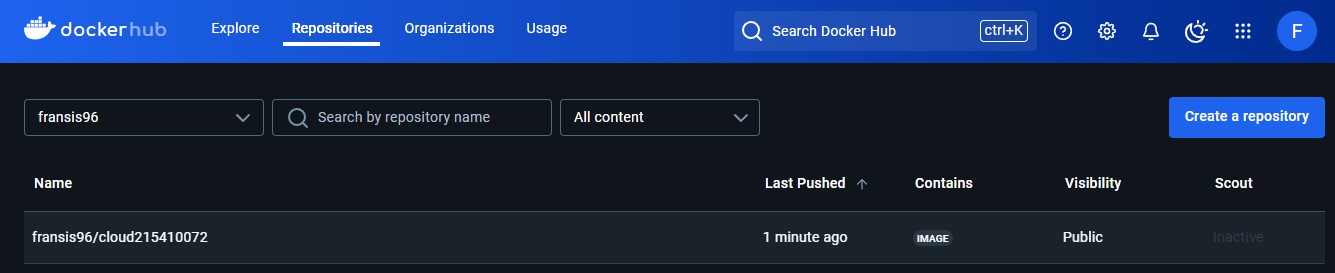 dockerhub Explore Repositories Organizations Usage Search Docker Hub ctrl+K F
fransis96 Search by repository name All content Create a repository
Name Last Pushed Contains Visibility Scout
fransis96/cloud215410072 1 minute ago IMAGE Public Inactive